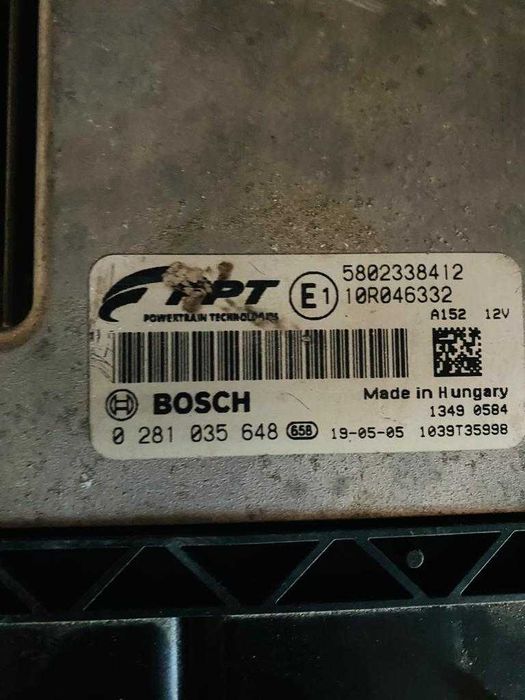 5802338412
FPT E1 10R046332
POWERTRAIN TECHNOLOGIES A152 12V
BOSCH Made in Hungary
1349 0584
0 281 035 648 65B 19-05-05 1039T35998